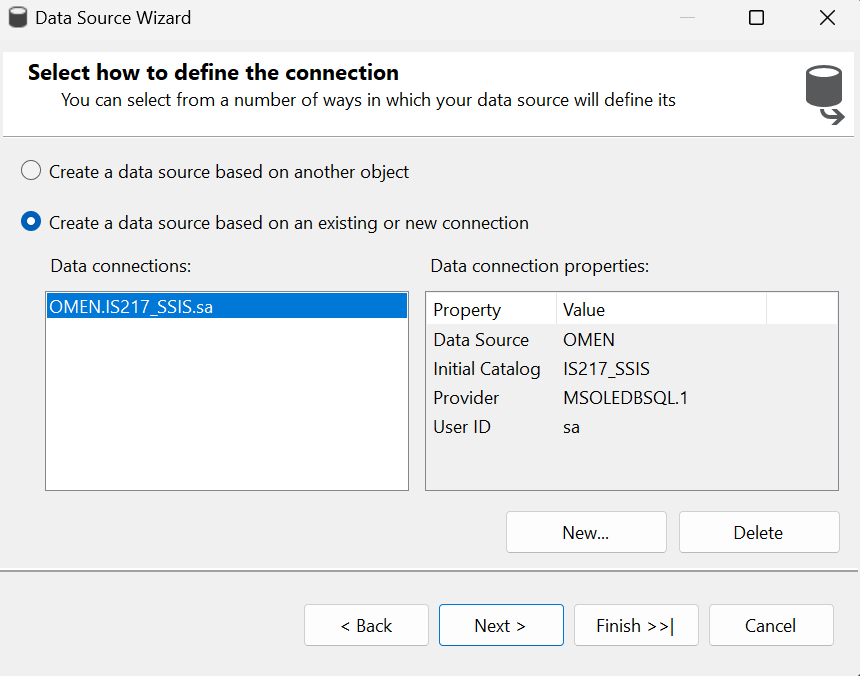 Data Source Wizard
Select how to define the connection
You can select from a number of ways in which your data source will define its
Create a data source based on another object
Create a data source based on an existing or new connection
Data connections:
Data connection properties:
OMEN.IS217_SSIS.sa
Property Value
Data Source OMEN
Initial Catalog IS217_SSIS
Provider MSOLEDBSQL.1
User ID sa
New... Delete
< Back Next > Finish >>| Cancel